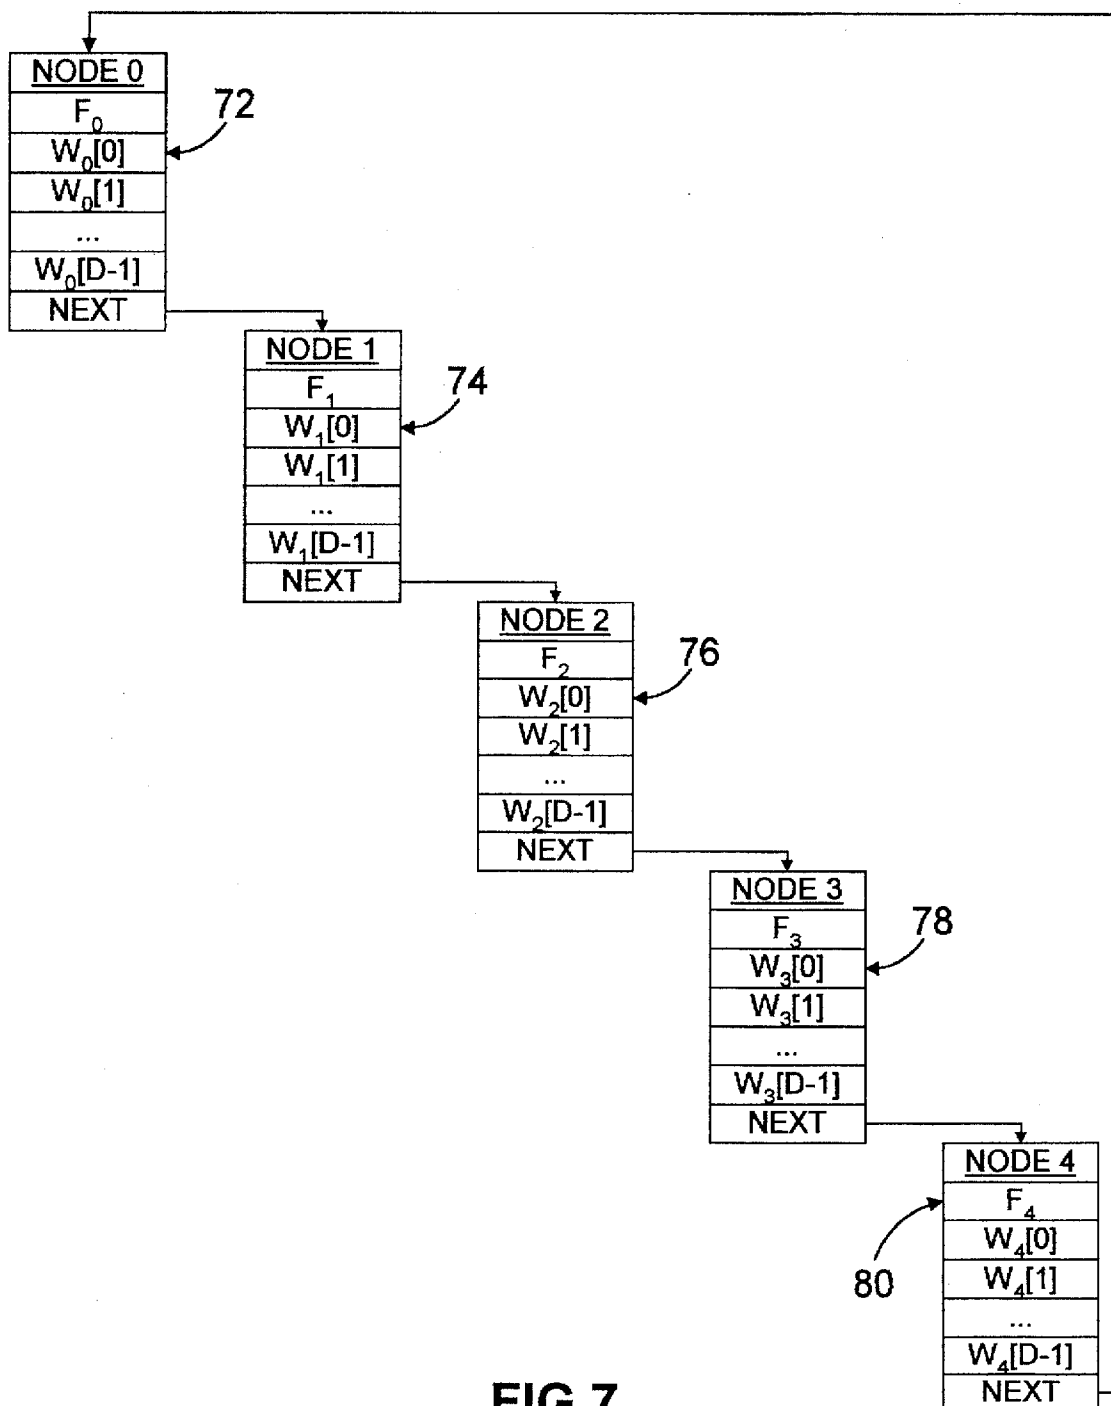 NODE 0
F₀
72
W₀[0]
W₀[1]
...
W₀[D-1]
NEXT
NODE 1
F₁
74
W₁[0]
W₁[1]
...
W₁[D-1]
NEXT
NODE 2
F₂
76
W₂[0]
W₂[1]
...
W₂[D-1]
NEXT
NODE 3
F₃
78
W₃[0]
W₃[1]
...
W₃[D-1]
NEXT
NODE 4
F₄
W₄[0]
80
W₄[1]
...
W₄[D-1]
NEXT
FIG 7